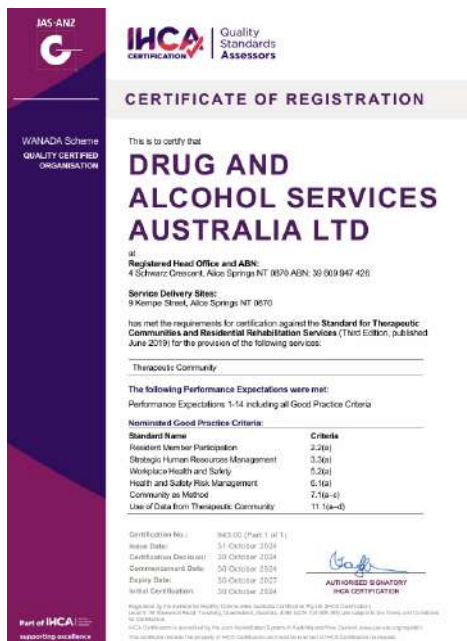 JAS-ANZ
IHCA
CERTIFICATION
Quality
Standards
Assessors
CERTIFICATE OF REGISTRATION
WANADA Scheme
QUALITY CERTIFIED
ORGANISATION
This is to certify that
DRUG AND
ALCOHOL SERVICES
AUSTRALIA LTD
at
Registered Head Office and ABN:
4 Schwarz Crescent, Alice Springs NT 0870 ABN: 39 609 947 426
Service Delivery Sites:
9 Kempe Street, Alice Springs NT 0870
has met the requirements for certification against the Standard for Therapeutic
Communities and Residential Rehabilitation Services (Third Edition, published
June 2019) for the provision of the following services:
Therapeutic Community
The following Performance Expectations were met:
Performance Expectations 1-14 including all Good Practice Criteria
Nominated Good Practice Criteria:
Standard Name Criteria
Resident Member Participation 2.2(a)
Strategic Human Resources Management 3.3(a)
Workplace Health and Safety 5.2(a)
Health and Safety Risk Management 6.1(a)
Community as Method 7.1(a-c)
Use of Data from Therapeutic Community 11.1(a-d)
Certification No.: (Part 1 of 1)
Issue Date: 31 October 2024
Certification Decision: October 2024
Commencement Date: 30 October 2024
Expiry Date: 30 October 2027
Initial Certification: 30 October 2024
AUTHORISED SIGNATORY
IHCA CERTIFICATION
Part of IHCA
supporting excellence